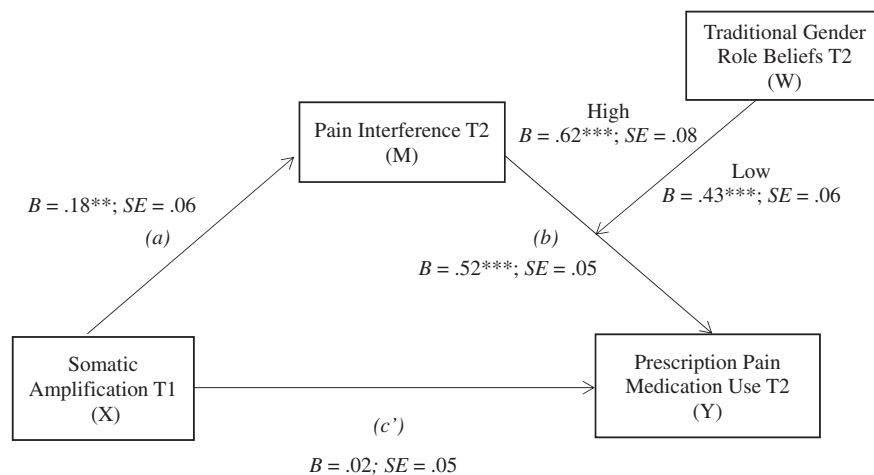 Traditional Gender
Role Beliefs T2
(W)
High
B = .62***; SE = .08
Pain Interference T2
(M)
Low
B = .43***; SE = .06
B = .18**; SE = .06
(a)
(b)
B = .52***; SE = .05
Somatic
Amplification T1
(X)
Prescription Pain
Medication Use T2
(Y)
(c’)
B = .02; SE = .05